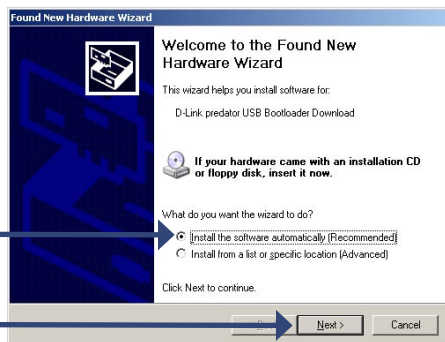 Found New Hardware Wizard
Welcome to the Found New
Hardware Wizard
This wizard helps you install software for:
D-Link predator USB Bootloader Download
If your hardware came with an installation CD
or floppy disk, insert it now.
What do you want the wizard to do?
Install the software automatically (Recommended)
Install from a list or specific location (Advanced)
Click Next to continue.
Next >
Cancel